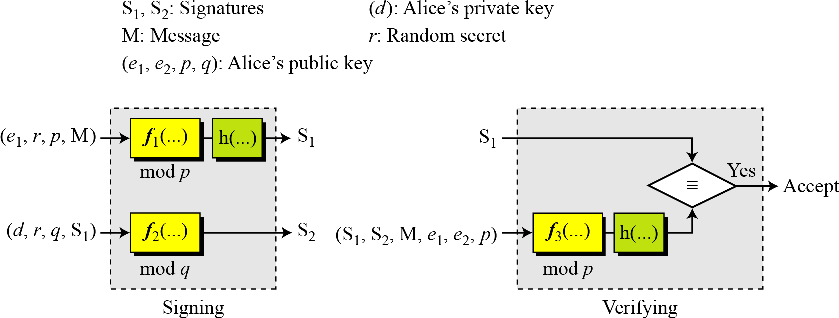 S₁, S₂: Signatures (d): Alice's private key
M: Message r: Random secret
(e₁, e₂, p, q): Alice's public key
(e₁, r, p, M) f₁(...) h(...) S₁
mod p
(d, r, q, S₁) f₂(...) S₂
mod q
Signing
S₁
Yes
≡ Accept
(S₁, S₂, M, e₁, e₂, p) f₃(...) h(...)
mod p
Verifying